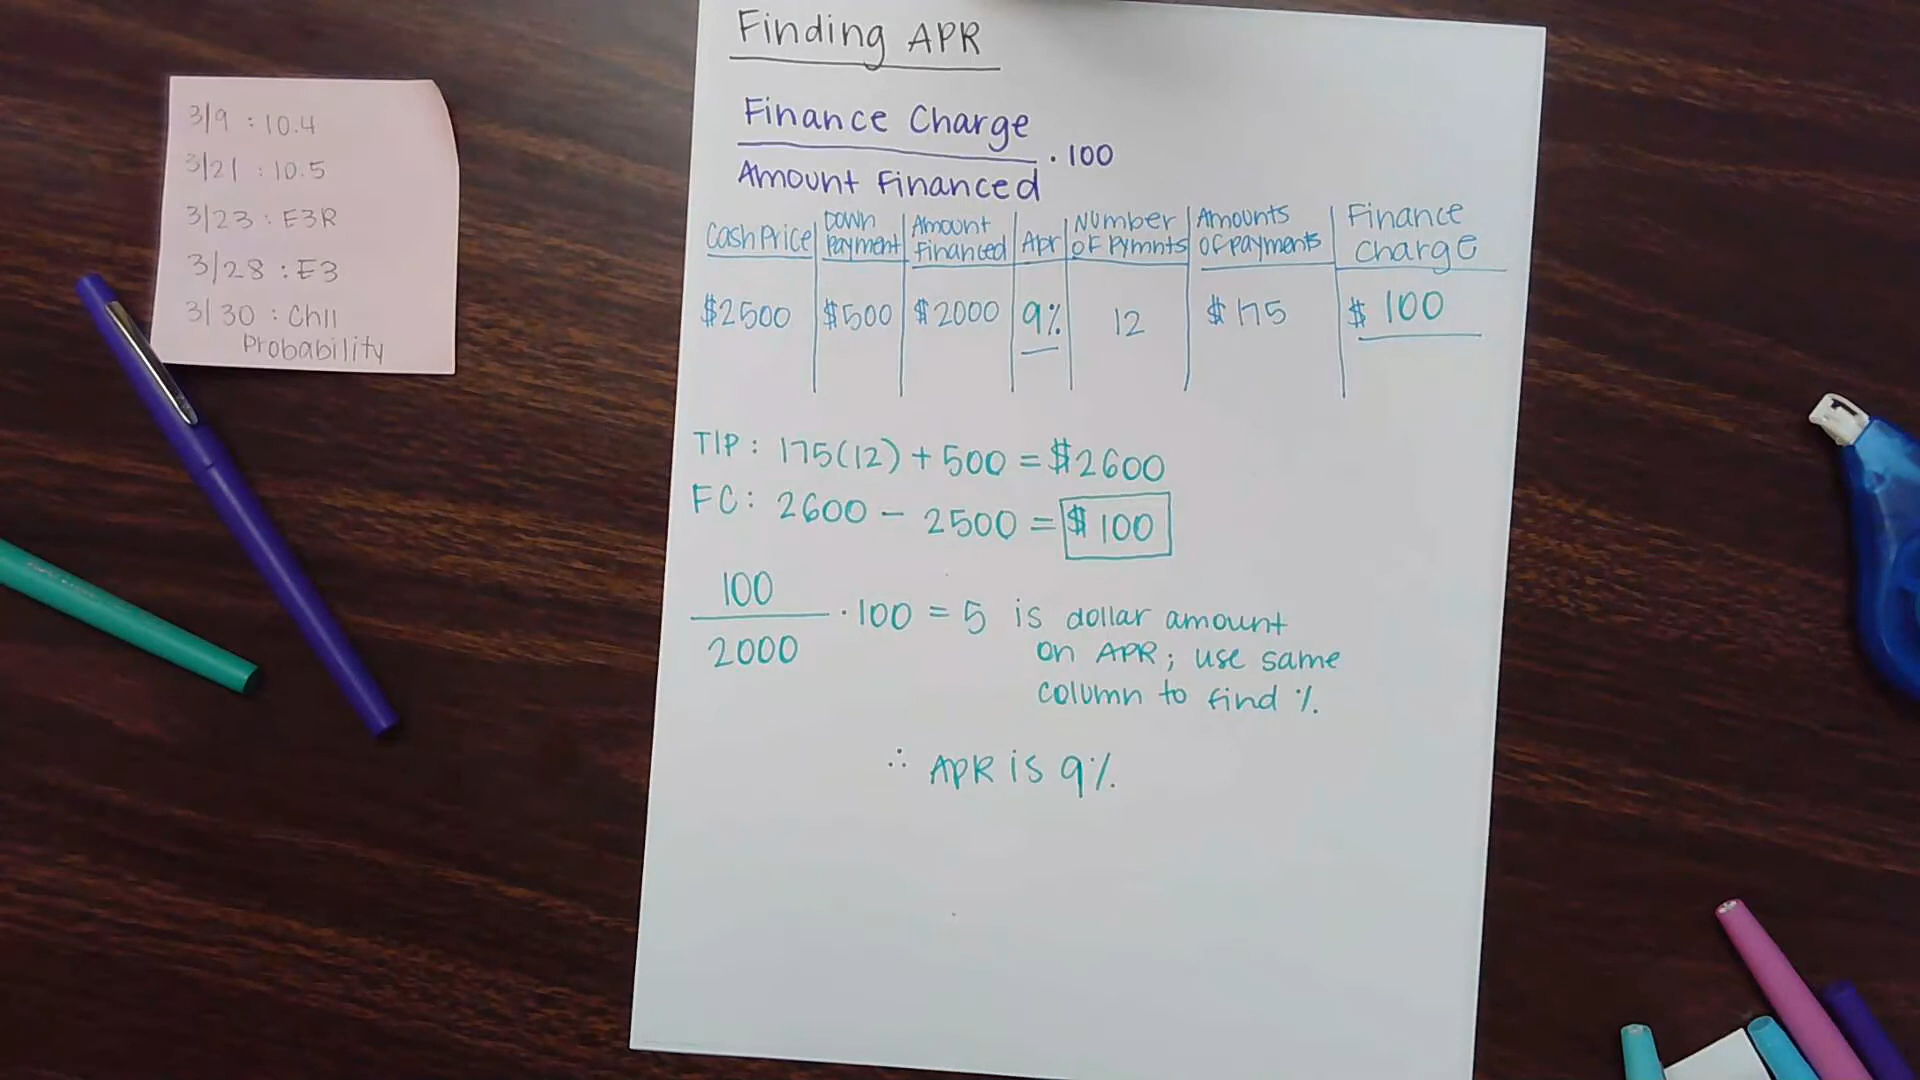 3/9 : 10.4
3/21 : 10.5
3/23 : E3R
3/28 : E3
3/30 : Ch11
Probability
Finding APR
Finance Charge
Amount Financed
· 100
Cash Price
Down Payment
Amount Financed
Apr
Number of Pymnts
Amounts of payments
Finance Charge
$2500
$500
$2000
9%
12
$175
$ 100
TIP: 175(12) + 500 = $2600
FC: 2600 - 2500 = $ 100
100
2000
· 100 = 5 is dollar amount
on APR; use same
column to find %.
∴ APR is 9%.